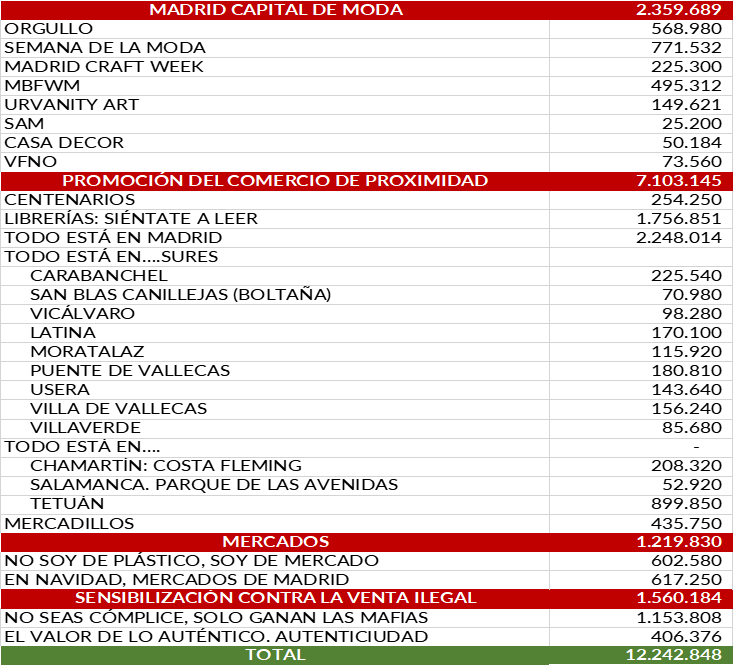 MADRID CAPITAL DE MODA 2.359.689
ORGULLO 568.980
SEMANA DE LA MODA 771.532
MADRID CRAFT WEEK 225.300
MBFWM 495.312
URVANITY ART 149.621
SAM 25.200
CASA DECOR 50.184
VFNO 73.560
PROMOCIÓN DEL COMERCIO DE PROXIMIDAD 7.103.145
CENTENARIOS 254.250
LIBRERÍAS: SIÉNTATE A LEER 1.756.851
TODO ESTÁ EN MADRID 2.248.014
TODO ESTÁ EN....SURES
CARABANCHEL 225.540
SAN BLAS CANILLEJAS (BOLTAÑA) 70.980
VICÁLVARO 98.280
LATINA 170.100
MORATALAZ 115.920
PUENTE DE VALLECAS 180.810
USERA 143.640
VILLA DE VALLECAS 156.240
VILLAVERDE 85.680
TODO ESTÁ EN.... -
CHAMARTÍN: COSTA FLEMING 208.320
SALAMANCA. PARQUE DE LAS AVENIDAS 52.920
TETUÁN 899.850
MERCADILLOS 435.750
MERCADOS 1.219.830
NO SOY DE PLÁSTICO, SOY DE MERCADO 602.580
EN NAVIDAD, MERCADOS DE MADRID 617.250
SENSIBILIZACIÓN CONTRA LA VENTA ILEGAL 1.560.184
NO SEAS CÓMPLICE, SOLO GANAN LAS MAFIAS 1.153.808
EL VALOR DE LO AUTÉNTICO. AUTENTICIUDAD 406.376
TOTAL 12.242.848